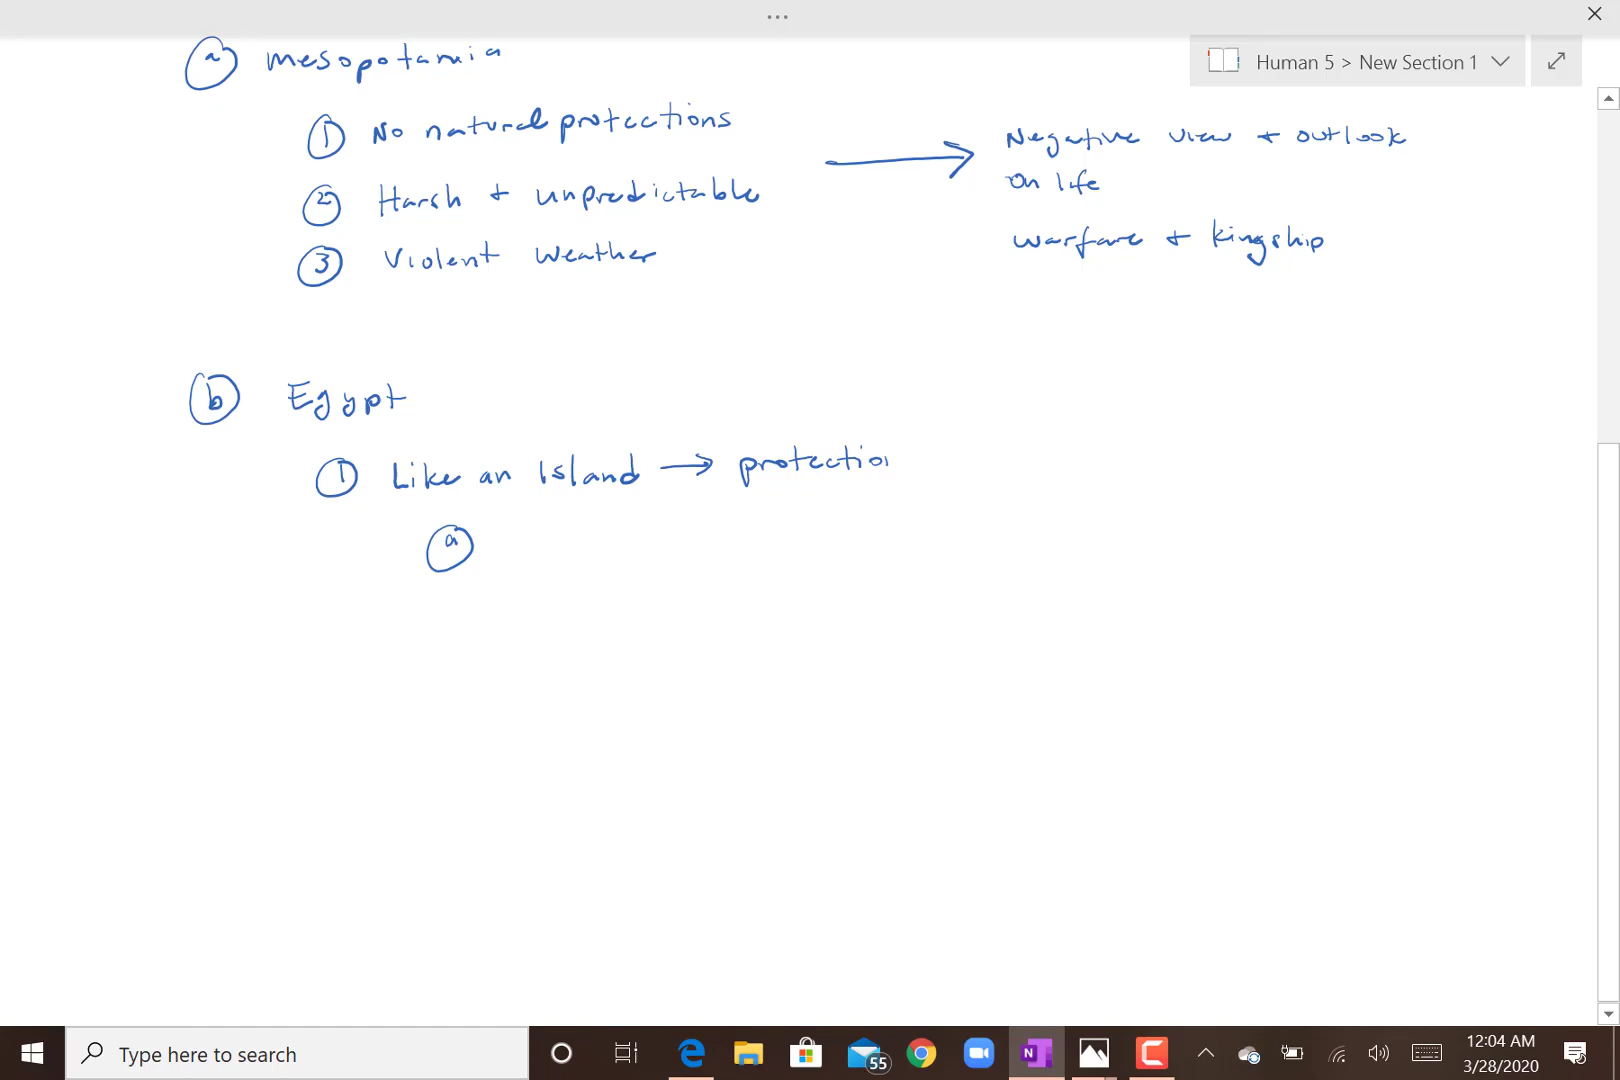 Human 5 > New Section 1
a Mesopotamia
1 No natural protections
2 Harsh + unpredictable
3 Violent weather
Negative view + outlook
on life
warfare + kingship
b Egypt
1 Like an Island → protection
a
Type here to search
55
N
12:04 AM
3/28/2020